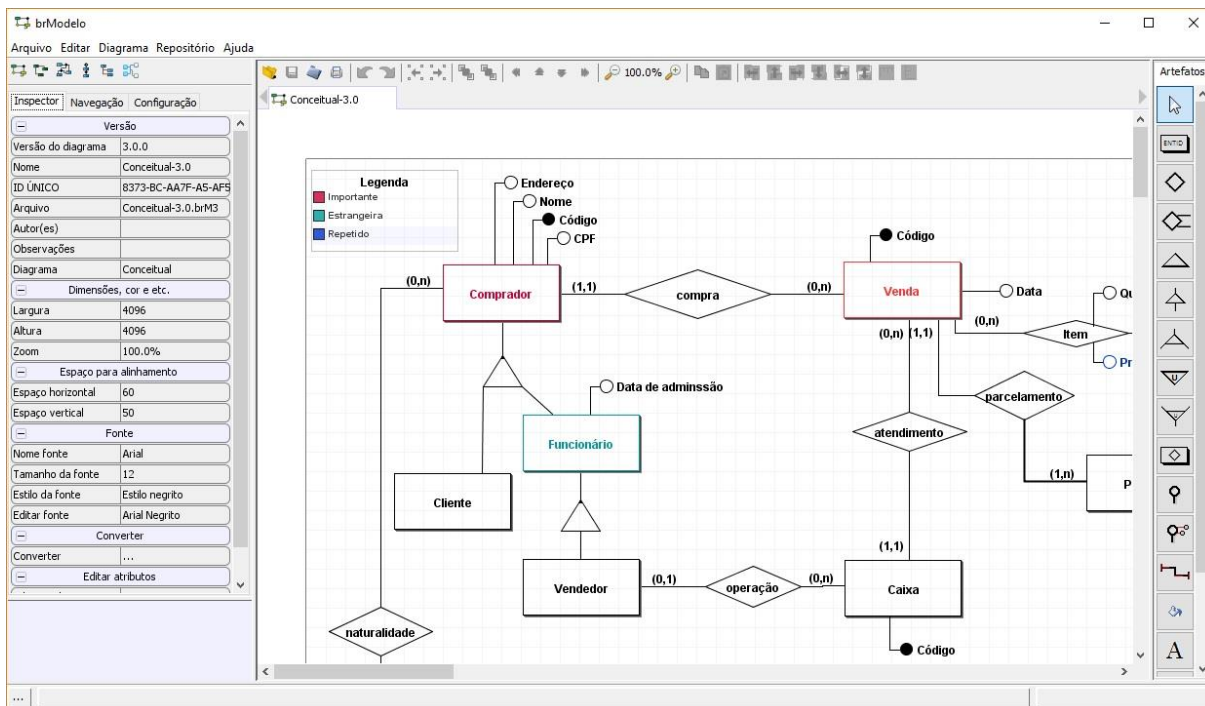 brModelo
Arquivo Editar Diagrama Repositório Ajuda
100.0%
Artefatos
Inspector Navegação Configuração
Conceitual-3.0
Versão
Versão do diagrama 3.0.0
Nome Conceitual-3.0
ID ÚNICO 8373-BC-AA7F-A5-AF5
Arquivo Conceitual-3.0.brM3
Autor(es)
Observações
Diagrama Conceitual
Dimensões, cor e etc.
Largura 4096
Altura 4096
Zoom 100.0%
Espaço para alinhamento
Espaço horizontal 60
Espaço vertical 50
Fonte
Nome fonte Arial
Tamanho da fonte 12
Estilo da fonte Estilo negrito
Editar fonte Arial Negrito
Converter
Converter ...
Editar atributos
Legenda
Importante
Estrangeira
Repetido
Endereço
Nome
Código
CPF
(0,n)
Comprador
(1,1)
compra
(0,n)
Código
Venda
Data
(0,n)
Qu
Item
Pr
(0,n) (1,1)
parcelamento
(1,n)
P
atendimento
(1,1)
Data de adminssão
Funcionário
Cliente
Vendedor
(0,1)
operação
(0,n)
Caixa
Código
naturalidade
ENTID
A
...